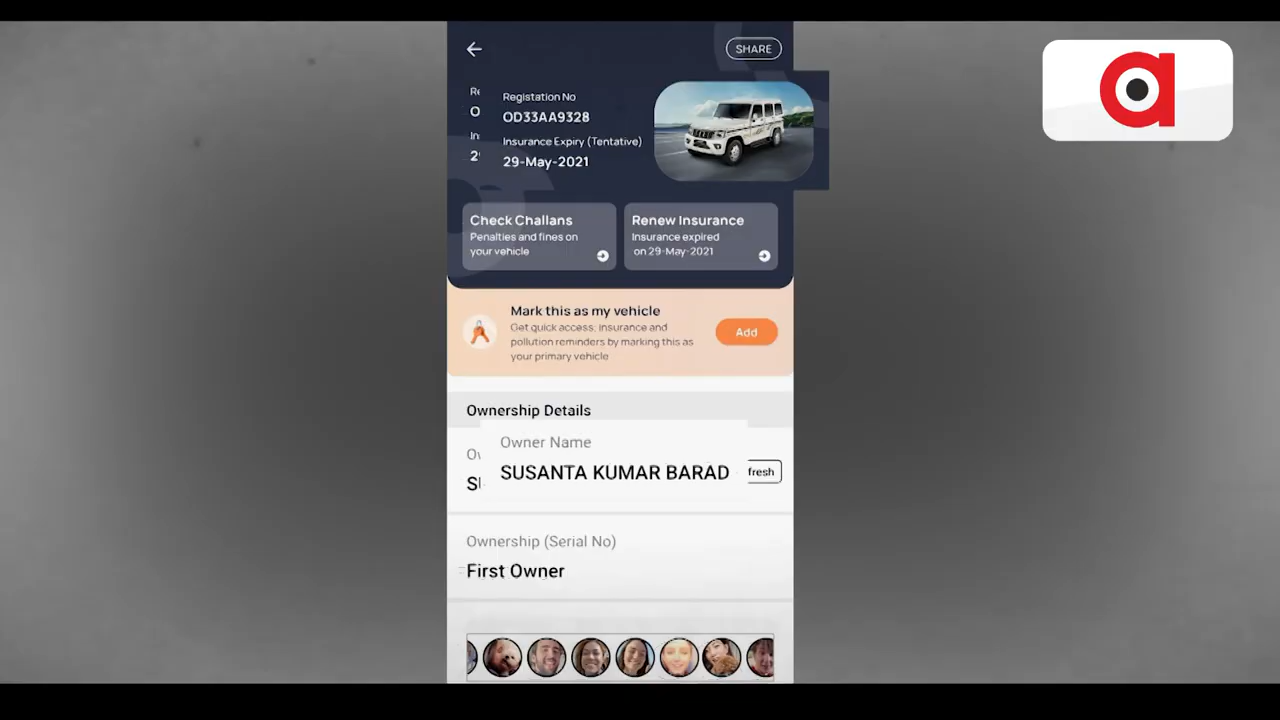 SHARE
Re
Registation No
O
OD33AA9328
In
Insurance Expiry (Tentative)
29
29-May-2021
Check Challans
Penalties and fines on
your vehicle
Renew Insurance
Insurance expired
on 29-May-2021
Mark this as my vehicle
Get quick access, insurance and
pollution reminders by marking this as
your primary vehicle
Add
Ownership Details
Owner Name
SUSANTA KUMAR BARAD
fresh
Ownership (Serial No)
First Owner
a